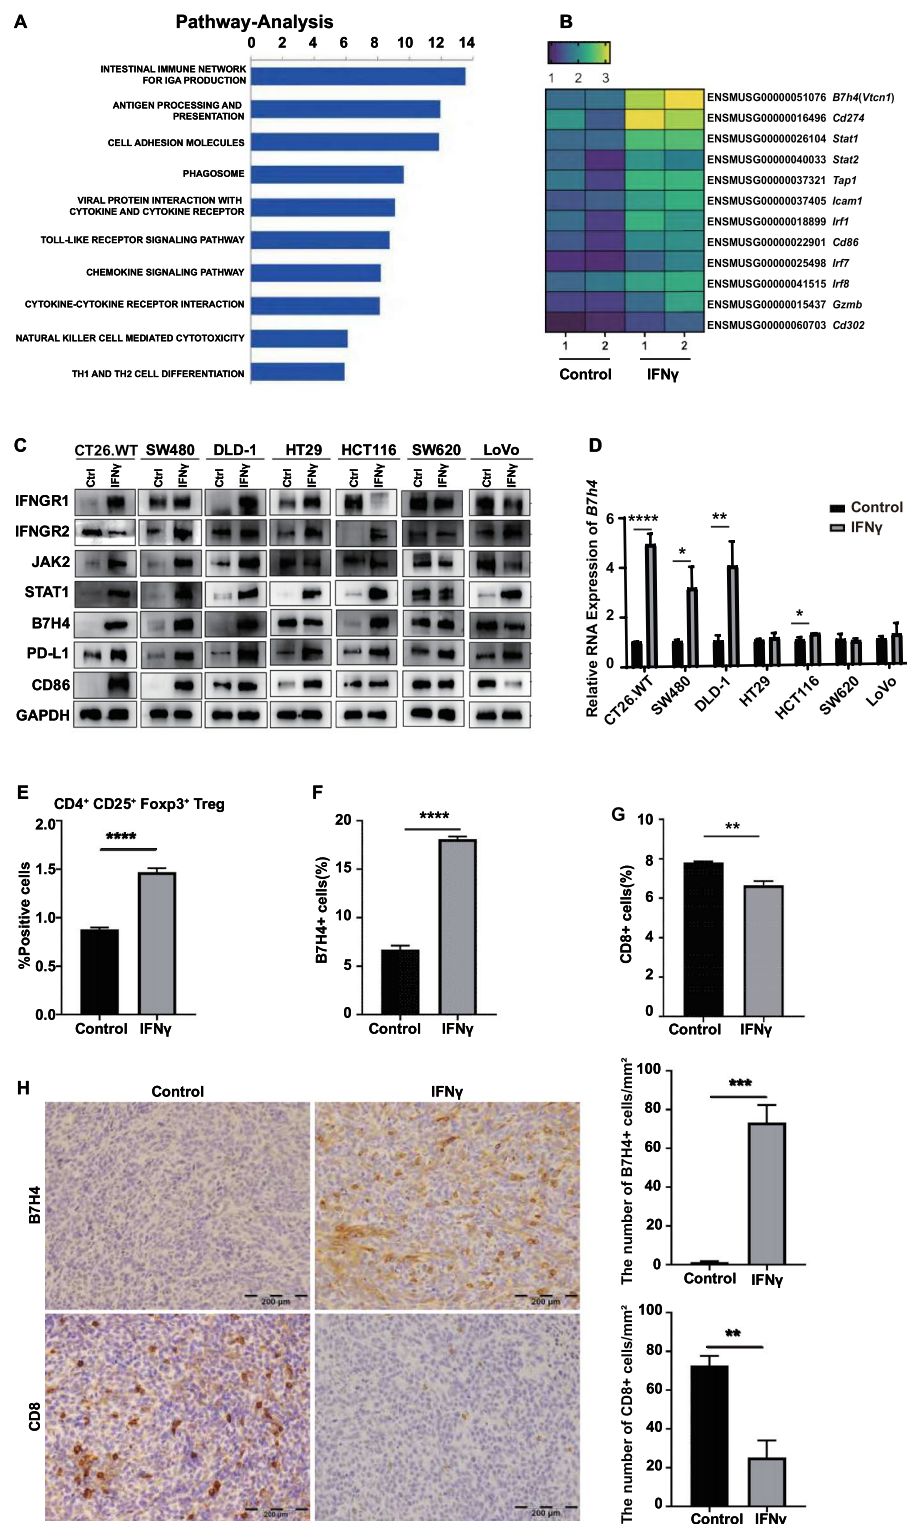 A
Pathway-Analysis
0 2 4 6 8 10 12 14
INTESTINAL IMMUNE NETWORK
FOR IGA PRODUCTION
ANTIGEN PROCESSING AND
PRESENTATION
CELL ADHESION MOLECULES
PHAGOSOME
VIRAL PROTEIN INTERACTION WITH
CYTOKINE AND CYTOKINE RECEPTOR
TOLL-LIKE RECEPTOR SIGNALING PATHWAY
CHEMOKINE SIGNALING PATHWAY
CYTOKINE-CYTOKINE RECEPTOR INTERACTION
NATURAL KILLER CELL MEDIATED CYTOTOXICITY
TH1 AND TH2 CELL DIFFERENTIATION
B
1 2 3
ENSMUSG00000051076 B7h4(Vtcn1)
ENSMUSG00000016496 Cd274
ENSMUSG00000026104 Stat1
ENSMUSG00000040033 Stat2
ENSMUSG00000037321 Tap1
ENSMUSG00000037405 Icam1
ENSMUSG00000018899 Irf1
ENSMUSG00000022901 Cd86
ENSMUSG00000025498 Irf7
ENSMUSG00000041515 Irf8
ENSMUSG00000015437 Gzmb
ENSMUSG00000060703 Cd302
1 2 1 2
Control IFNγ
C
CT26.WT SW480 DLD-1 HT29 HCT116 SW620 LoVo
Ctrl IFNγ Ctrl IFNγ Ctrl IFNγ Ctrl IFNγ Ctrl IFNγ Ctrl IFNγ Ctrl IFNγ
IFNGR1
IFNGR2
JAK2
STAT1
B7H4
PD-L1
CD86
GAPDH
D
Relative RNA Expression of B7h4
Control
IFNγ
6
4
2
0
**** * ** *
CT26.WT SW480 DLD-1 HT29 HCT116 SW620 LoVo
E
CD4⁺ CD25⁺ Foxp3⁺ Treg
%Positive cells
2.0
1.5
1.0
0.5
0.0
****
Control IFNγ
F
B7H4+ cells(%)
20
15
10
5
0
****
Control IFNγ
G
CD8+ cells(%)
10
8
6
4
2
0
**
Control IFNγ
H
Control IFNγ
B7H4
200 µm
200 µm
CD8
200 µm
200 µm
The number of B7H4+ cells/mm²
100
80
60
40
20
0
***
Control IFNγ
The number of CD8+ cells/mm²
100
80
60
40
20
0
**
Control IFNγ